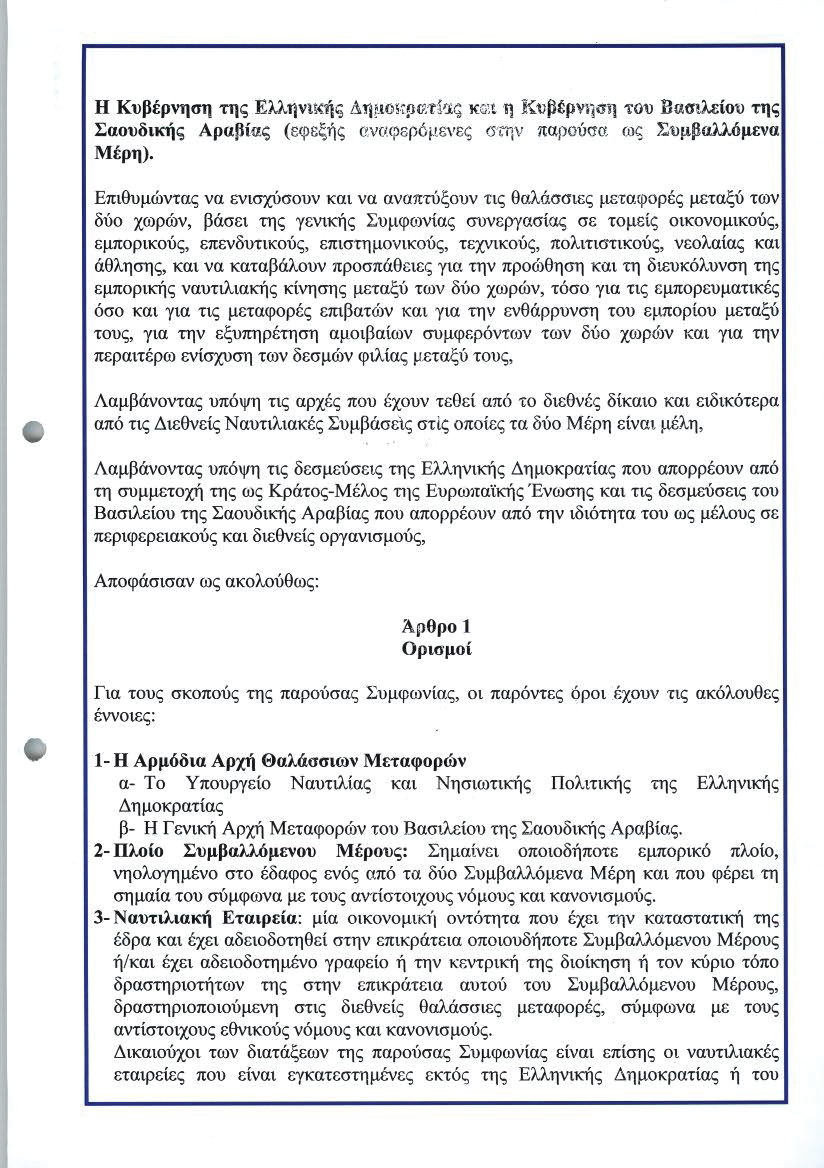 Η Κυβέρνηση της Ελληνικής Δημοκρατίας και η Κυβέρνηση του Βασιλείου της
Σαουδικής Αραβίας (εφεξής αναφερόμενες στην παρούσα ως Συμβαλλόμενα
Μέρη).
Επιθυμώντας να ενισχύσουν και να αναπτύξουν τις θαλάσσιες μεταφορές μεταξύ των
δύο χωρών, βάσει της γενικής Συμφωνίας συνεργασίας σε τομείς οικονομικούς,
εμπορικούς, επενδυτικούς, επιστημονικούς, τεχνικούς, πολιτιστικούς, νεολαίας και
άθλησης, και να καταβάλουν προσπάθειες για την προώθηση και τη διευκόλυνση της
εμπορικής ναυτιλιακής κίνησης μεταξύ των δύο χωρών, τόσο για τις εμπορευματικές
όσο και για τις μεταφορές επιβατών και για την ενθάρρυνση του εμπορίου μεταξύ
τους, για την εξυπηρέτηση αμοιβαίων συμφερόντων των δύο χωρών και για την
περαιτέρω ενίσχυση των δεσμών φιλίας μεταξύ τους,
Λαμβάνοντας υπόψη τις αρχές που έχουν τεθεί από το διεθνές δίκαιο και ειδικότερα
από τις Διεθνείς Ναυτιλιακές Συμβάσεις στις οποίες τα δύο Μέρη είναι μέλη,
Λαμβάνοντας υπόψη τις δεσμεύσεις της Ελληνικής Δημοκρατίας που απορρέουν από
τη συμμετοχή της ως Κράτος-Μέλος της Ευρωπαϊκής Ένωσης και τις δεσμεύσεις του
Βασιλείου της Σαουδικής Αραβίας που απορρέουν από την ιδιότητα του ως μέλους σε
περιφερειακούς και διεθνείς οργανισμούς,
Αποφάσισαν ως ακολούθως:
Άρθρο 1
Ορισμοί
Για τους σκοπούς της παρούσας Συμφωνίας, οι παρόντες όροι έχουν τις ακόλουθες
έννοιες:
1- Η Αρμόδια Αρχή Θαλάσσιων Μεταφορών
α- Το Υπουργείο Ναυτιλίας και Νησιωτικής Πολιτικής της Ελληνικής
Δημοκρατίας
β- Η Γενική Αρχή Μεταφορών του Βασιλείου της Σαουδικής Αραβίας.
2- Πλοίο Συμβαλλόμενου Μέρους: Σημαίνει οποιοδήποτε εμπορικό πλοίο,
νηολογημένο στο έδαφος ενός από τα δύο Συμβαλλόμενα Μέρη και που φέρει τη
σημαία του σύμφωνα με τους αντίστοιχους νόμους και κανονισμούς.
3- Ναυτιλιακή Εταιρεία: μία οικονομική οντότητα που έχει την καταστατική της
έδρα και έχει αδειοδοτηθεί στην επικράτεια οποιουδήποτε Συμβαλλόμενου Μέρους
ή/και έχει αδειοδοτημένο γραφείο ή την κεντρική της διοίκηση ή τον κύριο τόπο
δραστηριοτήτων της στην επικράτεια αυτού του Συμβαλλόμενου Μέρους,
δραστηριοποιούμενη στις διεθνείς θαλάσσιες μεταφορές, σύμφωνα με τους
αντίστοιχους εθνικούς νόμους και κανονισμούς.
Δικαιούχοι των διατάξεων της παρούσας Συμφωνίας είναι επίσης οι ναυτιλιακές
εταιρείες που είναι εγκατεστημένες εκτός της Ελληνικής Δημοκρατίας ή του